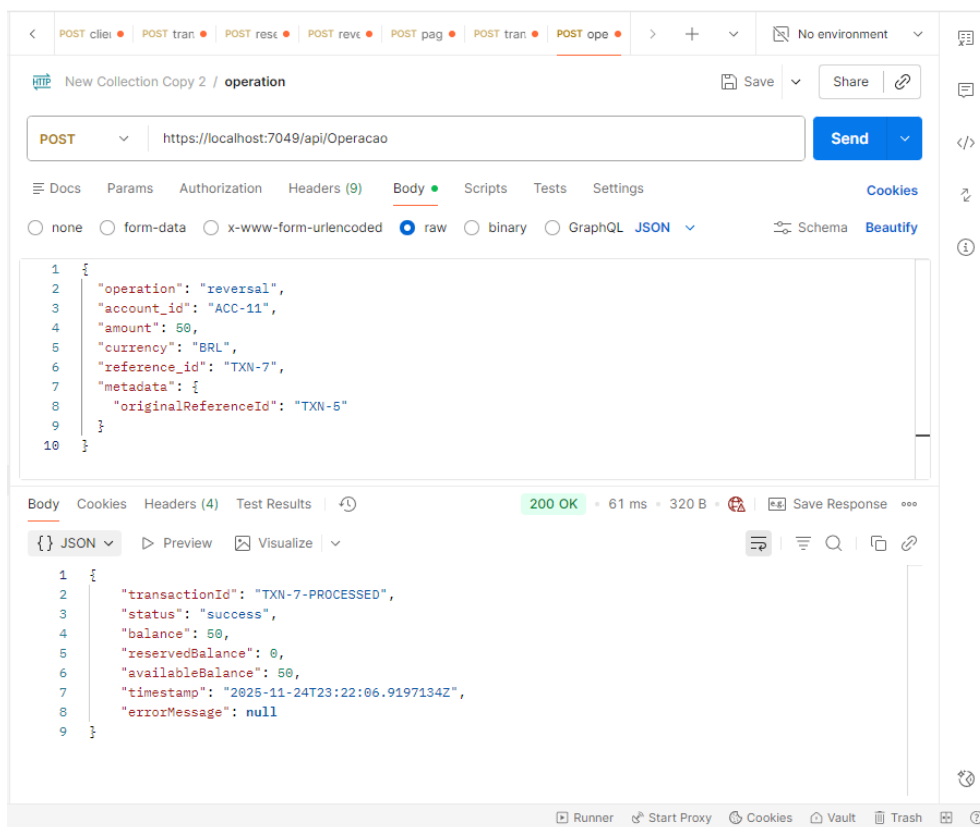 POST clie POST tran POST rese POST reve POST pag POST tran POST ope No environment
HTTP New Collection Copy 2 / operation Save Share
POST https://localhost:7049/api/Operacao Send
Docs Params Authorization Headers (9) Body Scripts Tests Settings Cookies
none form-data x-www-form-urlencoded raw binary GraphQL JSON Schema Beautify
1 {
2 "operation": "reversal",
3 "account_id": "ACC-11",
4 "amount": 50,
5 "currency": "BRL",
6 "reference_id": "TXN-7",
7 "metadata": {
8 "originalReferenceId": "TXN-5"
9 }
10 }
Body Cookies Headers (4) Test Results 200 OK 61 ms 320 B e.g. Save Response
{} JSON Preview Visualize
1 {
2 "transactionId": "TXN-7-PROCESSED",
3 "status": "success",
4 "balance": 50,
5 "reservedBalance": 0,
6 "availableBalance": 50,
7 "timestamp": "2025-11-24T23:22:06.9197134Z",
8 "errorMessage": null
9 }
Runner Start Proxy Cookies Vault Trash